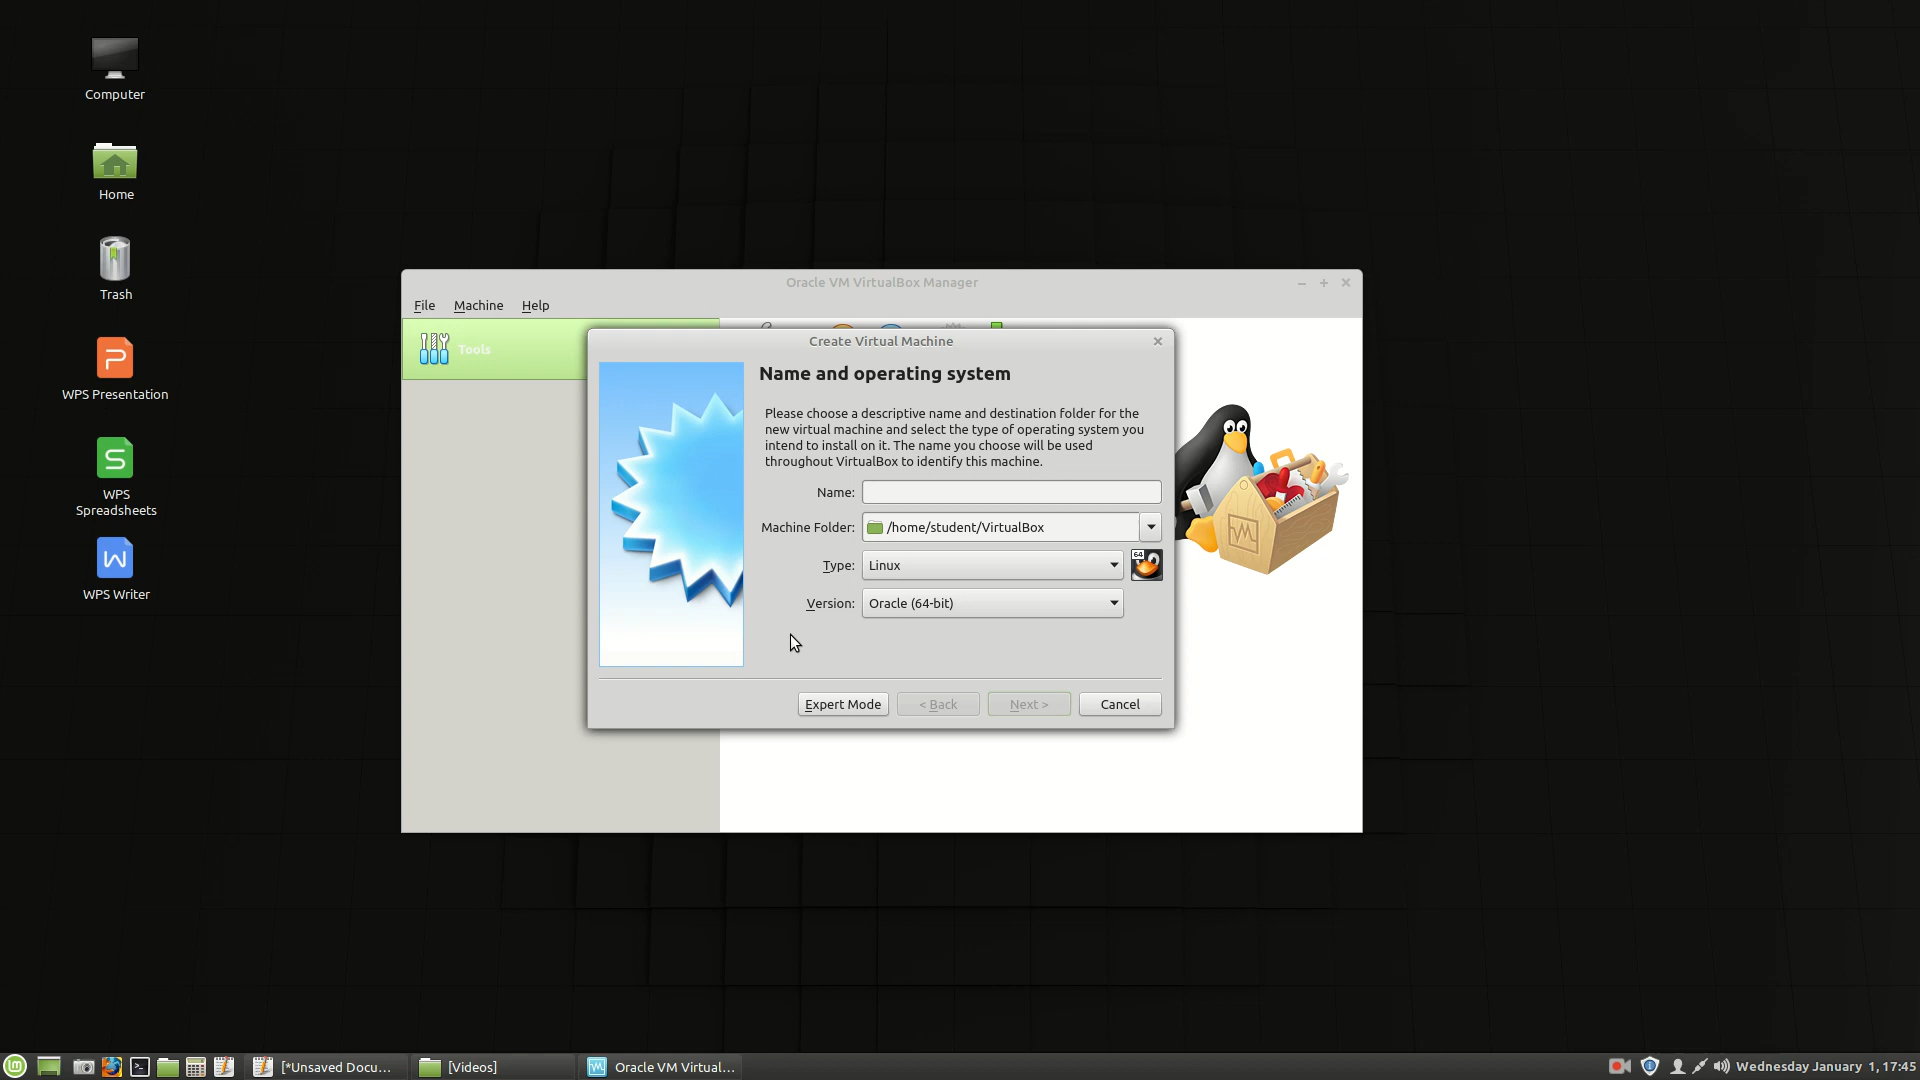 Computer
Home
Trash
WPS Presentation
WPS
Spreadsheets
WPS Writer
Oracle VM VirtualBox Manager
File Machine Help
Tools
Create Virtual Machine
Name and operating system
Please choose a descriptive name and destination folder for the
new virtual machine and select the type of operating system you
intend to install on it. The name you choose will be used
throughout VirtualBox to identify this machine.
Name:
Machine Folder: /home/student/VirtualBox
Type: Linux
64
Version: Oracle (64-bit)
Expert Mode < Back Next > Cancel
[*Unsaved Docu... [Videos] Oracle VM Virtual... Wednesday January 1, 17:45